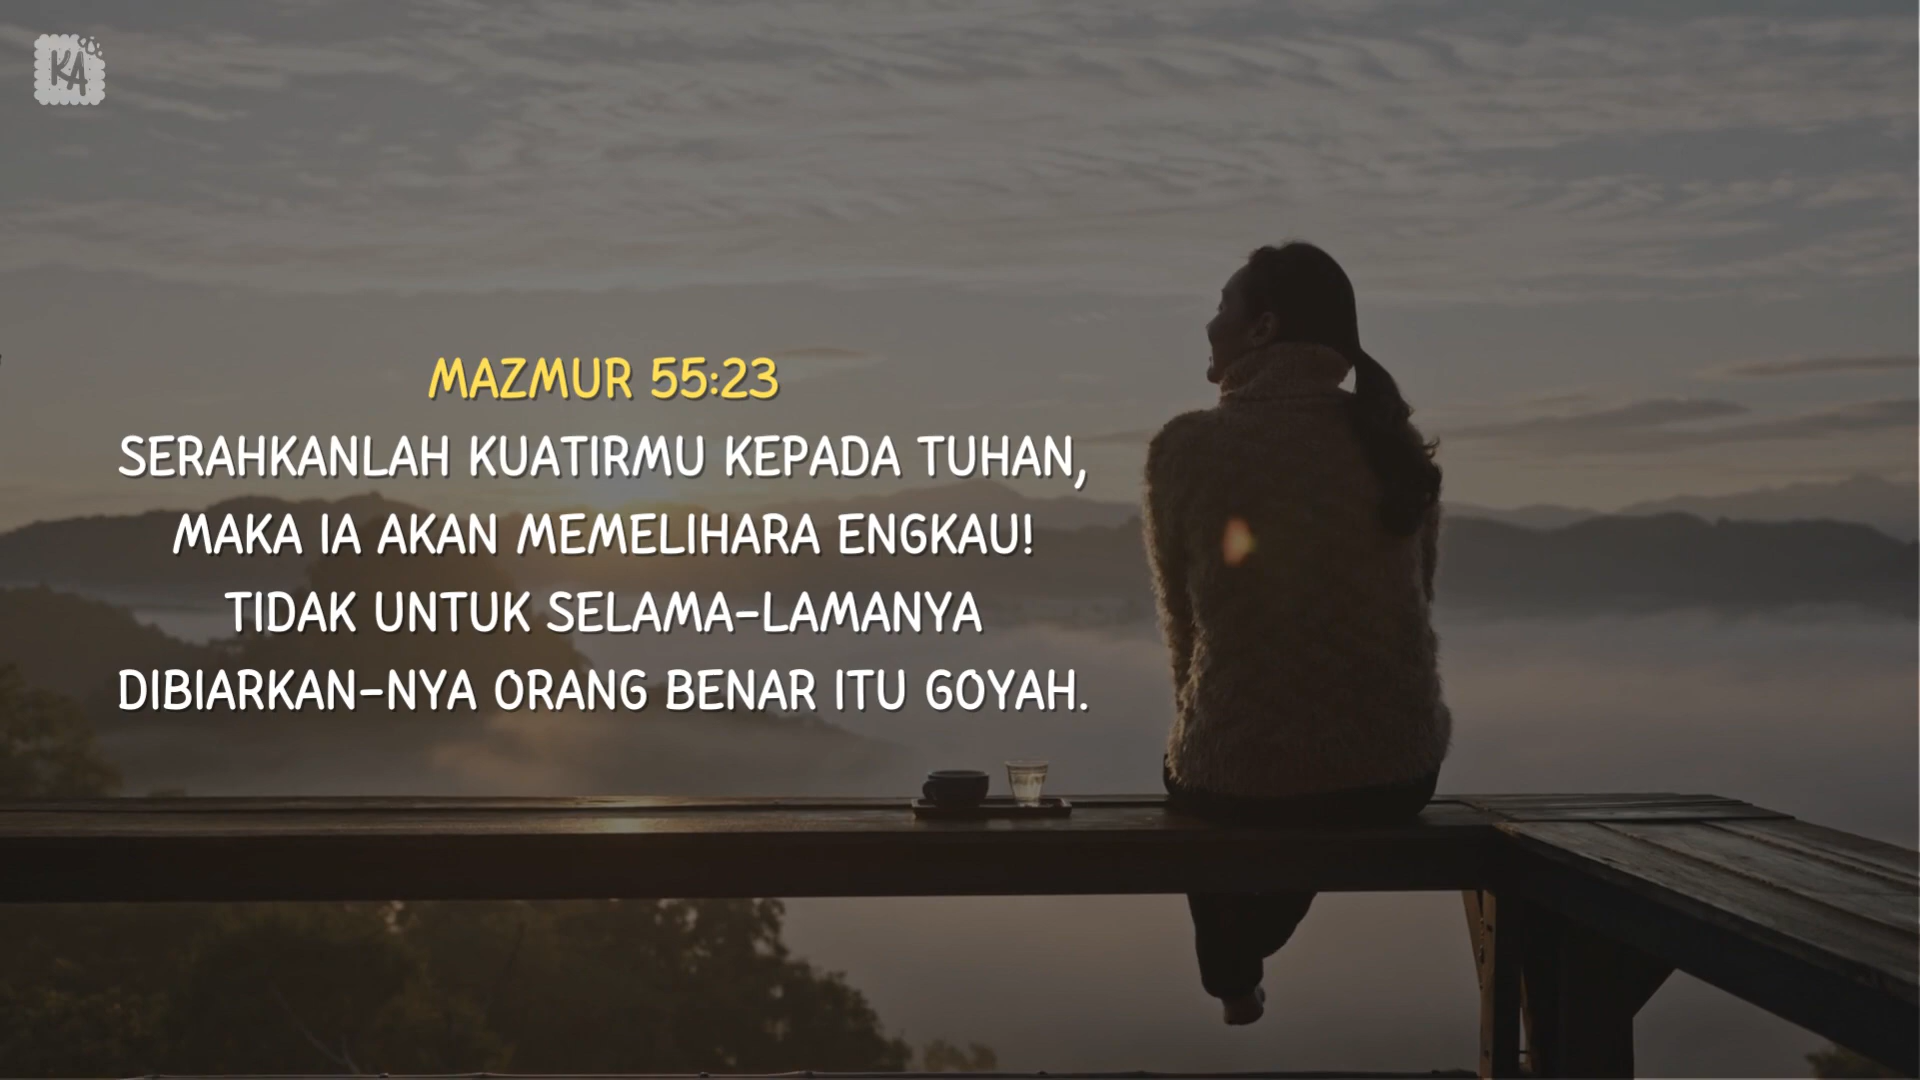 KA
MAZMUR 55:23
SERAHKANLAH KUATIRMU KEPADA TUHAN,
MAKA IA AKAN MEMELIHARA ENGKAU!
TIDAK UNTUK SELAMA-LAMANYA
DIBIARKAN-NYA ORANG BENAR ITU GOYAH.